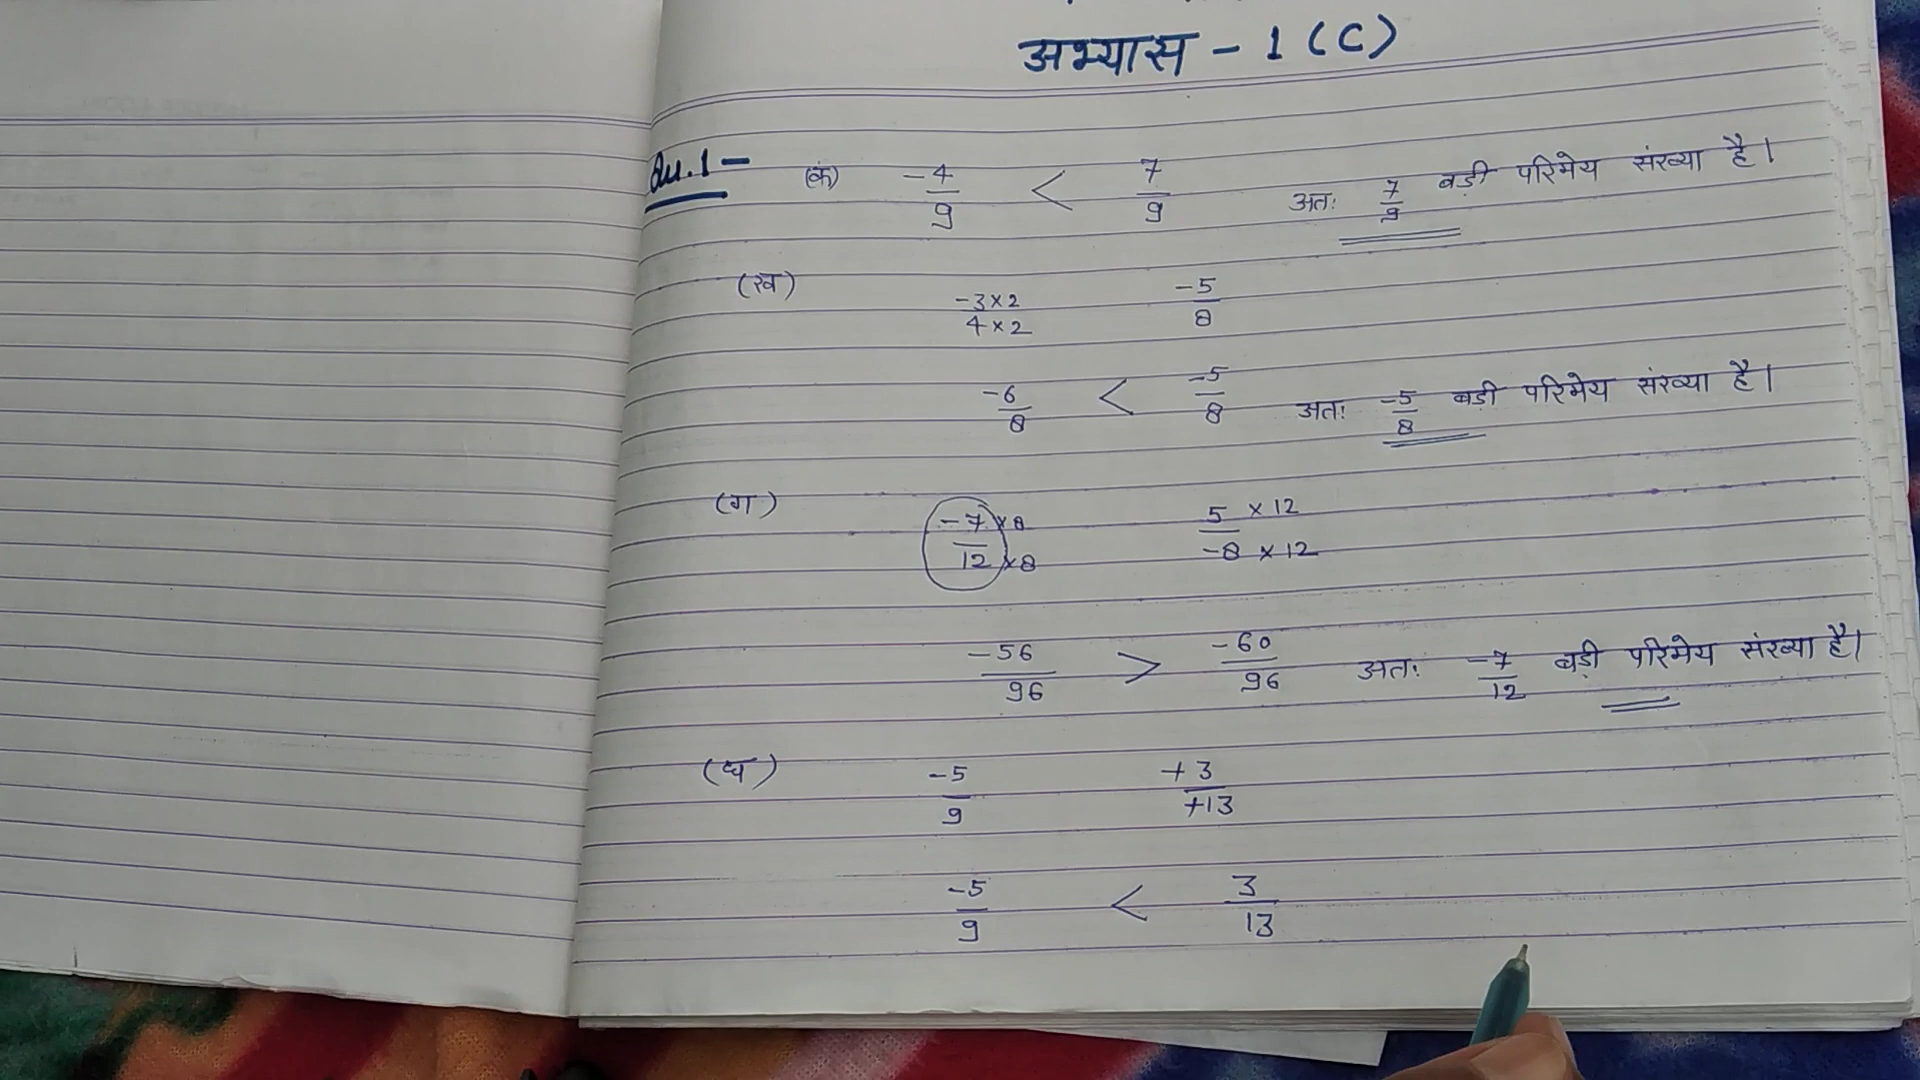 अभ्यास - 1 (C)
Qu.1 - (क) -4/9 < 7/9 अतः 7/9 बड़ी परिमेय संख्या है।
(ख) -3×2/4×2 -5/8
-6/8 < -5/8 अतः -5/8 बड़ी परिमेय संख्या है।
(ग) -7×8/12×8 5×12/-8×12
-56/96 > -60/96 अतः -7/12 बड़ी परिमेय संख्या है।
(घ) -5/9 +3/+13
-5/9 < 3/13